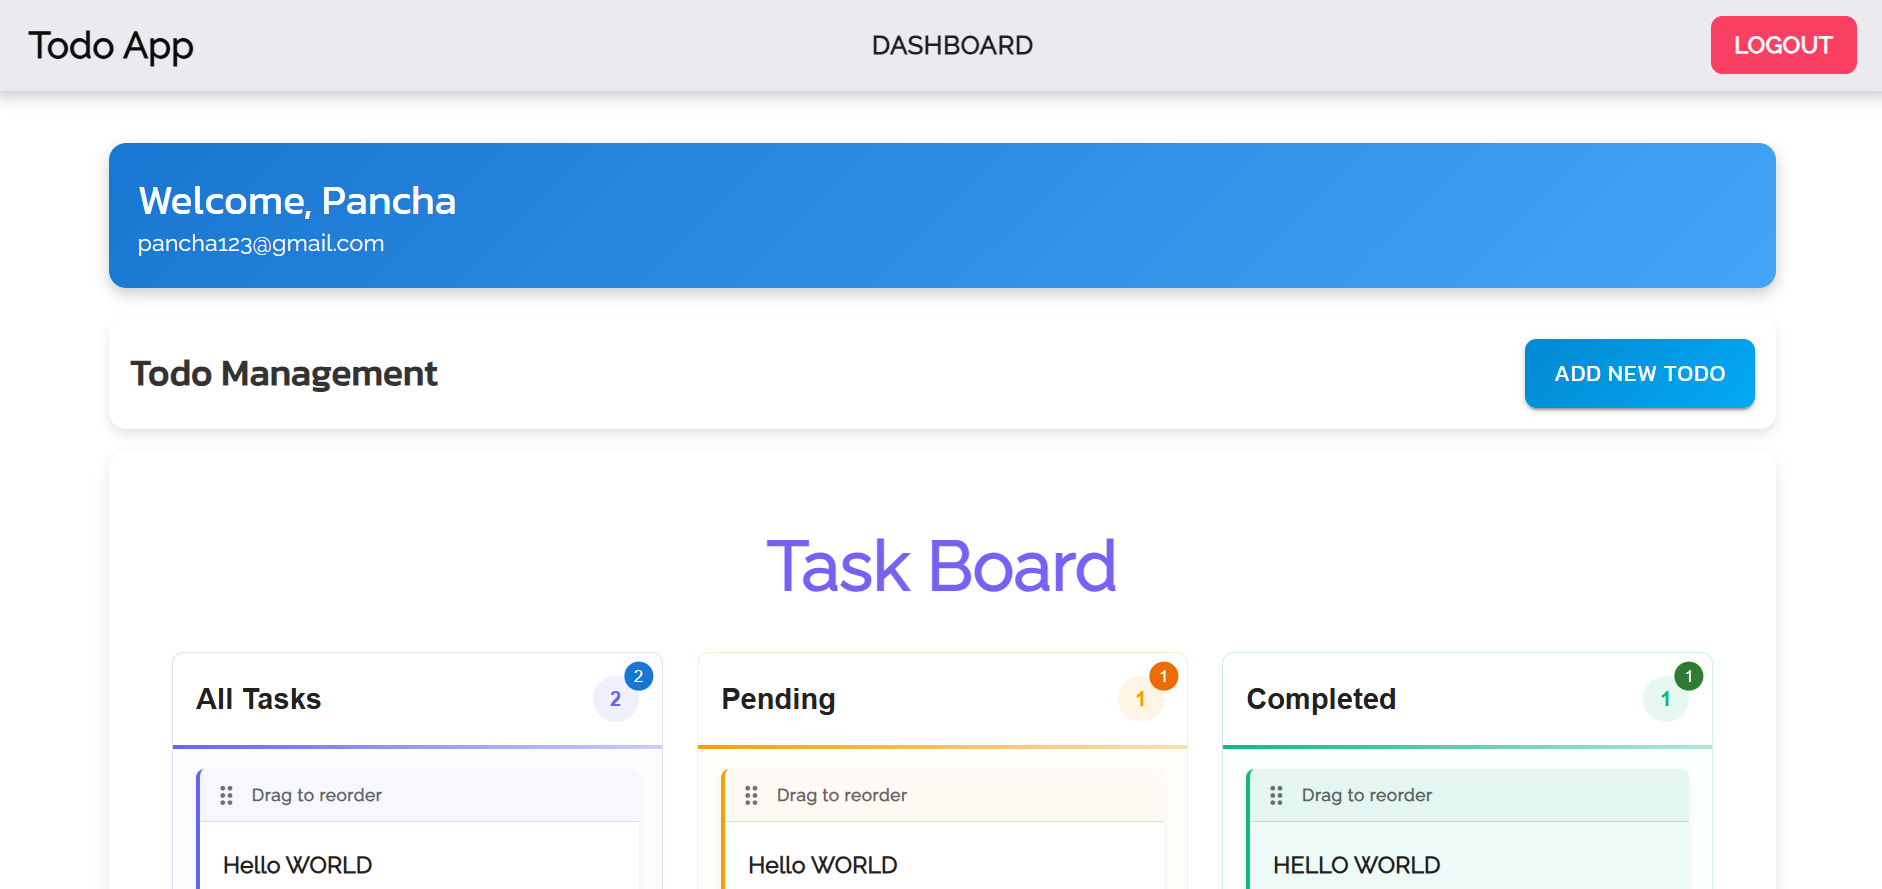 Todo App
DASHBOARD
LOGOUT
Welcome, Pancha
pancha123@gmail.com
Todo Management
ADD NEW TODO
Task Board
All Tasks
2
2
Pending
1
1
Completed
1
1
Drag to reorder
Drag to reorder
Drag to reorder
Hello WORLD
Hello WORLD
HELLO WORLD